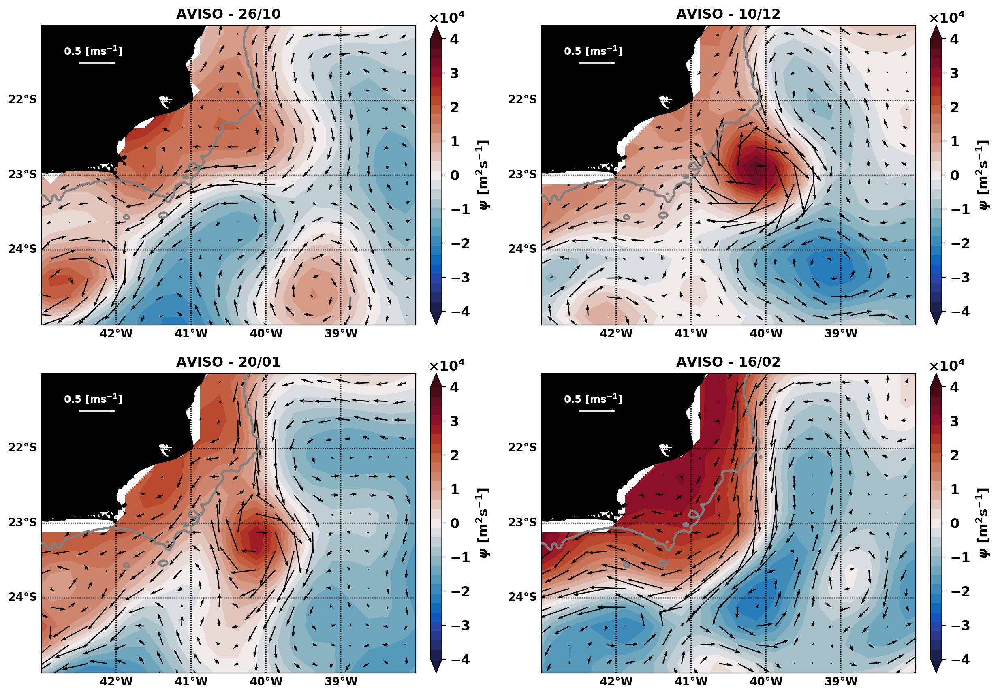 AVISO - 26/10
×10⁴
0.5 [ms⁻¹]
22°S
23°S
24°S
42°W
41°W
40°W
39°W
4
3
2
1
0
−1
−2
−3
−4
ψ [m²s⁻¹]
AVISO - 10/12
×10⁴
0.5 [ms⁻¹]
22°S
23°S
24°S
42°W
41°W
40°W
39°W
4
3
2
1
0
−1
−2
−3
−4
ψ [m²s⁻¹]
AVISO - 20/01
×10⁴
0.5 [ms⁻¹]
22°S
23°S
24°S
42°W
41°W
40°W
39°W
4
3
2
1
0
−1
−2
−3
−4
ψ [m²s⁻¹]
AVISO - 16/02
×10⁴
0.5 [ms⁻¹]
22°S
23°S
24°S
42°W
41°W
40°W
39°W
4
3
2
1
0
−1
−2
−3
−4
ψ [m²s⁻¹]